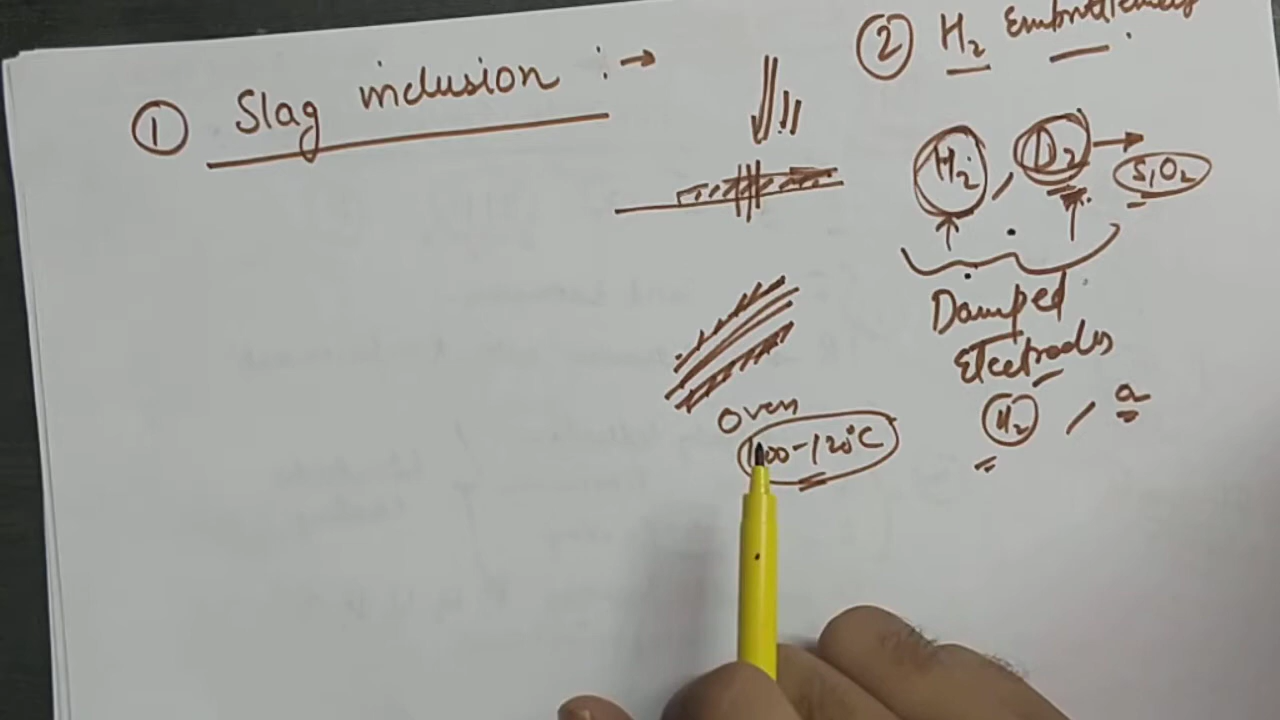 ① Slag inclusion :→
② H₂ Embrittlement
H₂ / O₂ → SiO₂
Damped
Electrodes
H₂ /
Oven
100-120°C